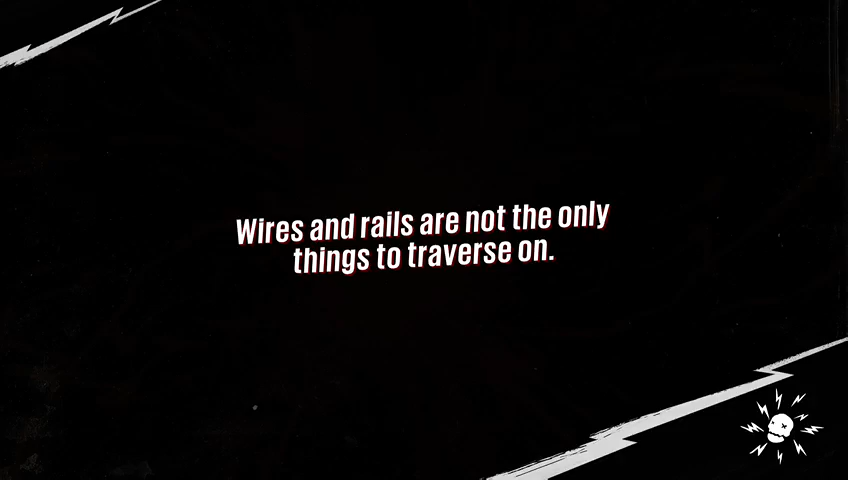 Wires and rails are not the only
things to traverse on.